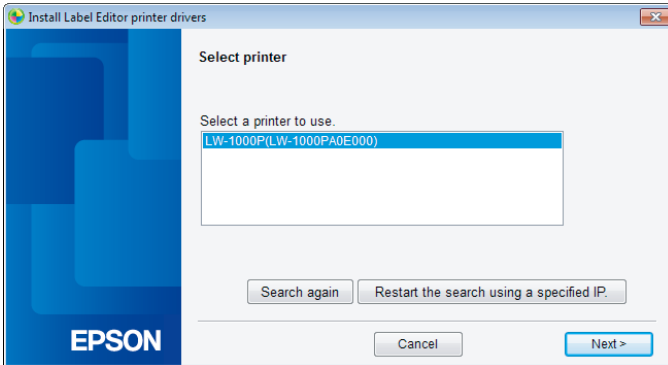 Install Label Editor printer drivers
Select printer
Select a printer to use.
LW-1000P(LW-1000PA0E000)
Search again
Restart the search using a specified IP.
EPSON
Cancel
Next >